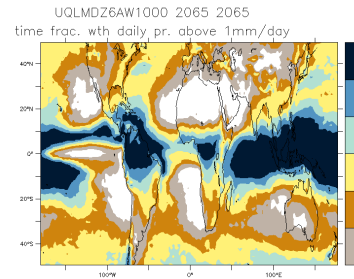 UQLMDZ6AW1000 2065 2065
time frac. wth daily pr. above 1mm/day
40°N
20°N
0°
20°S
40°S
100°W
0°
100°E